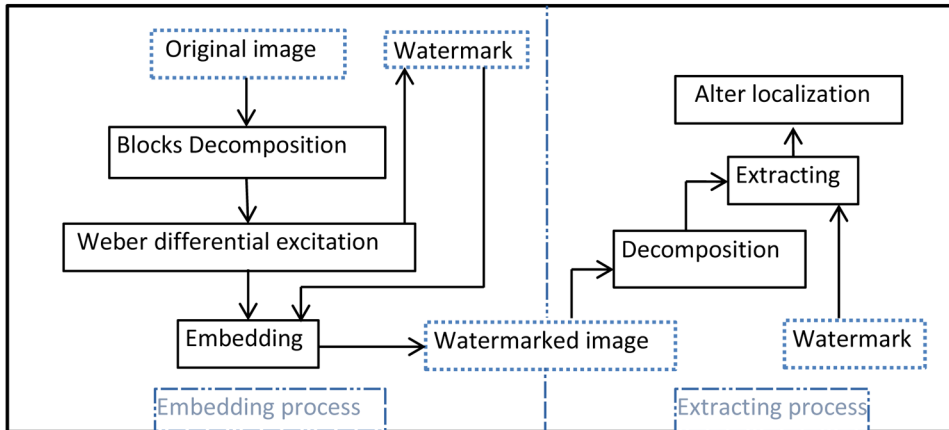 Original image
Watermark
Blocks Decomposition
Weber differential excitation
Embedding
Watermarked image
Embedding process
Alter localization
Extracting
Decomposition
Watermark
Extracting process